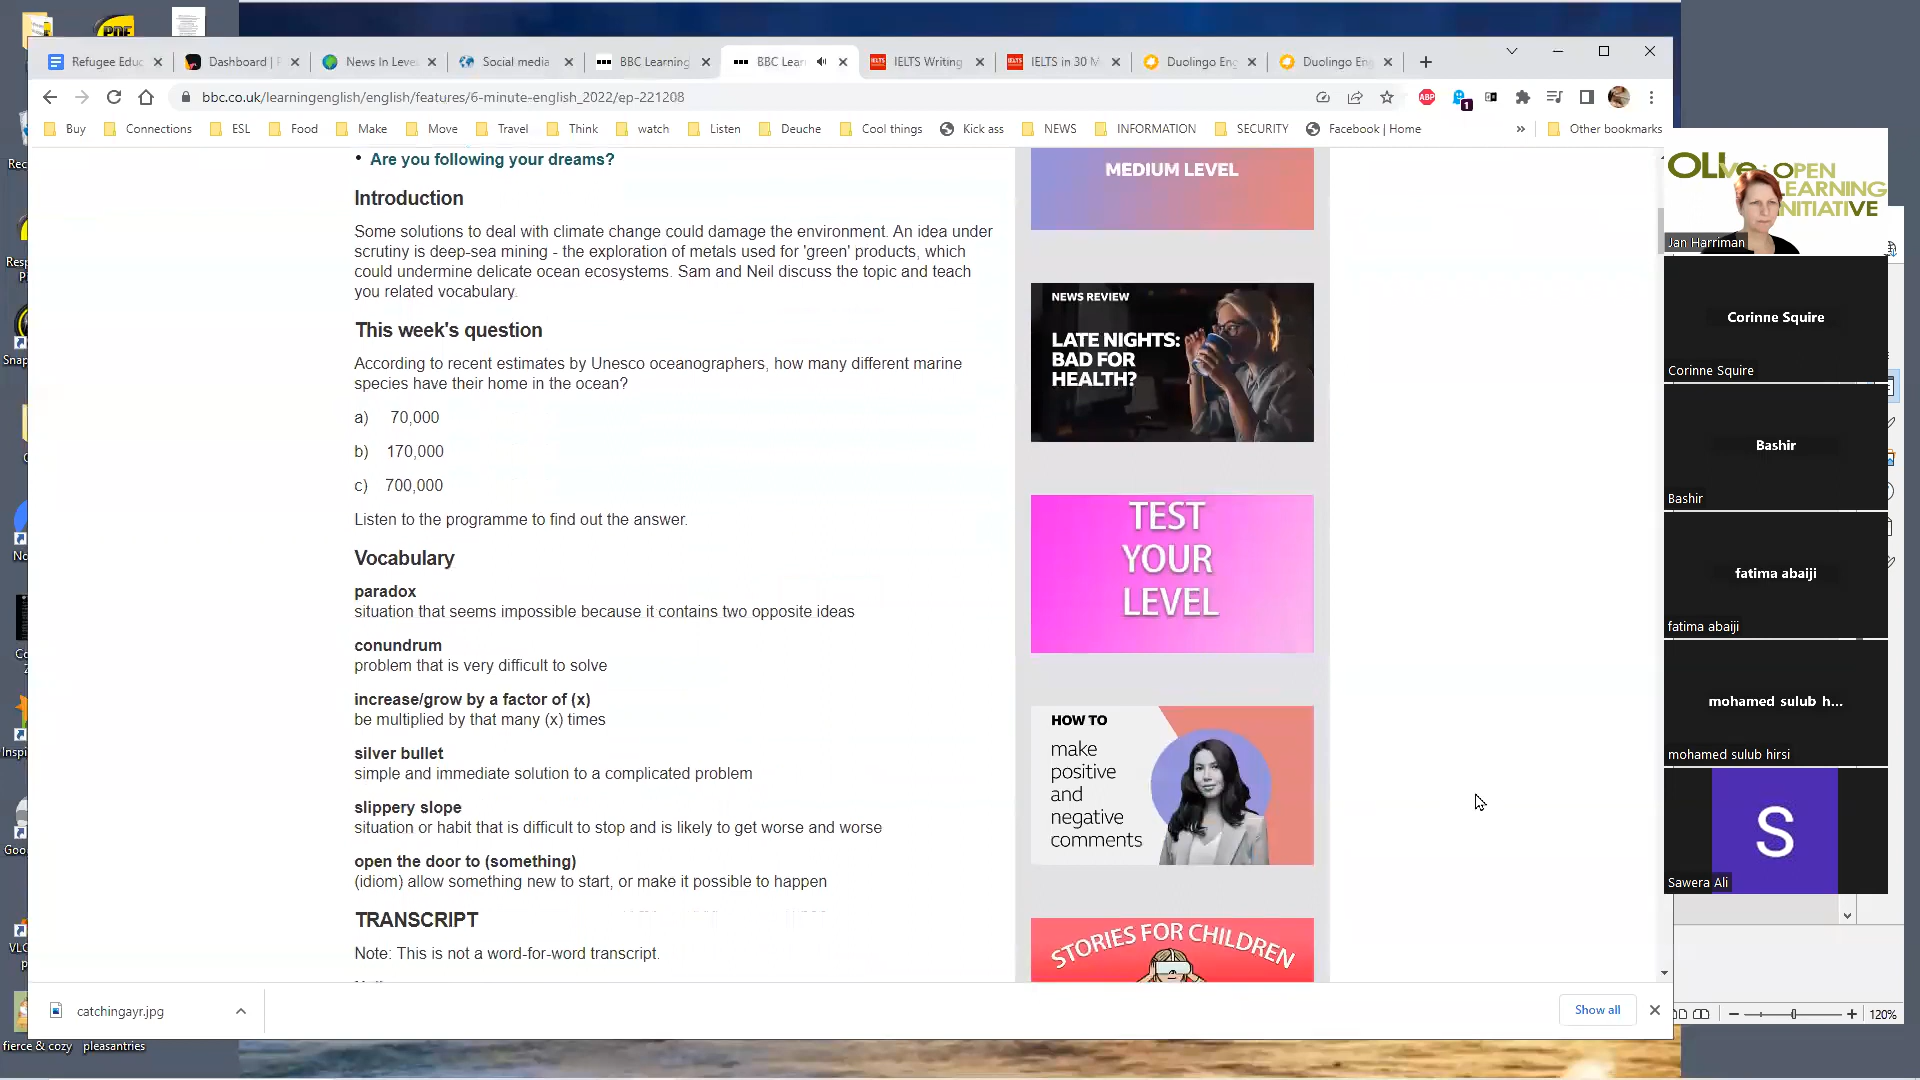 PDF
Refugee Educ
Dashboard | F
News In Leve
Social media
BBC Learning
BBC Lear
IELTS Writing
IELTS in 30 M
Duolingo Eng
Duolingo Eng
bbc.co.uk/learningenglish/english/features/6-minute-english_2022/ep-221208
ABP
1
Buy
Connections
ESL
Food
Make
Move
Travel
Think
watch
Listen
Deuche
Cool things
Kick ass
NEWS
INFORMATION
SECURITY
Facebook | Home
»
Other bookmarks
• Are you following your dreams?
Introduction
Some solutions to deal with climate change could damage the environment. An idea under
scrutiny is deep-sea mining - the exploration of metals used for 'green' products, which
could undermine delicate ocean ecosystems. Sam and Neil discuss the topic and teach
you related vocabulary.
This week's question
According to recent estimates by Unesco oceanographers, how many different marine
species have their home in the ocean?
a) 70,000
b) 170,000
c) 700,000
Listen to the programme to find out the answer.
Vocabulary
paradox
situation that seems impossible because it contains two opposite ideas
conundrum
problem that is very difficult to solve
increase/grow by a factor of (x)
be multiplied by that many (x) times
silver bullet
simple and immediate solution to a complicated problem
slippery slope
situation or habit that is difficult to stop and is likely to get worse and worse
open the door to (something)
(idiom) allow something new to start, or make it possible to happen
TRANSCRIPT
Note: This is not a word-for-word transcript.
MEDIUM LEVEL
NEWS REVIEW
LATE NIGHTS:
BAD FOR
HEALTH?
TEST
YOUR
LEVEL
HOW TO
make
positive
and
negative
comments
STORIES FOR CHILDREN
OPEN
LEARNING
INITIATIVE
Jan Harriman
Corinne Squire
Corinne Squire
Bashir
Bashir
fatima abaiji
fatima abaiji
mohamed sulub h...
mohamed sulub hirsi
S
Sawera Ali
catchingayr.jpg
Show all
120%
Rec
Resp
P
Snap
No
Co
Z
Inspi
Goo
VLC
p
fierce & cozy
pleasantries